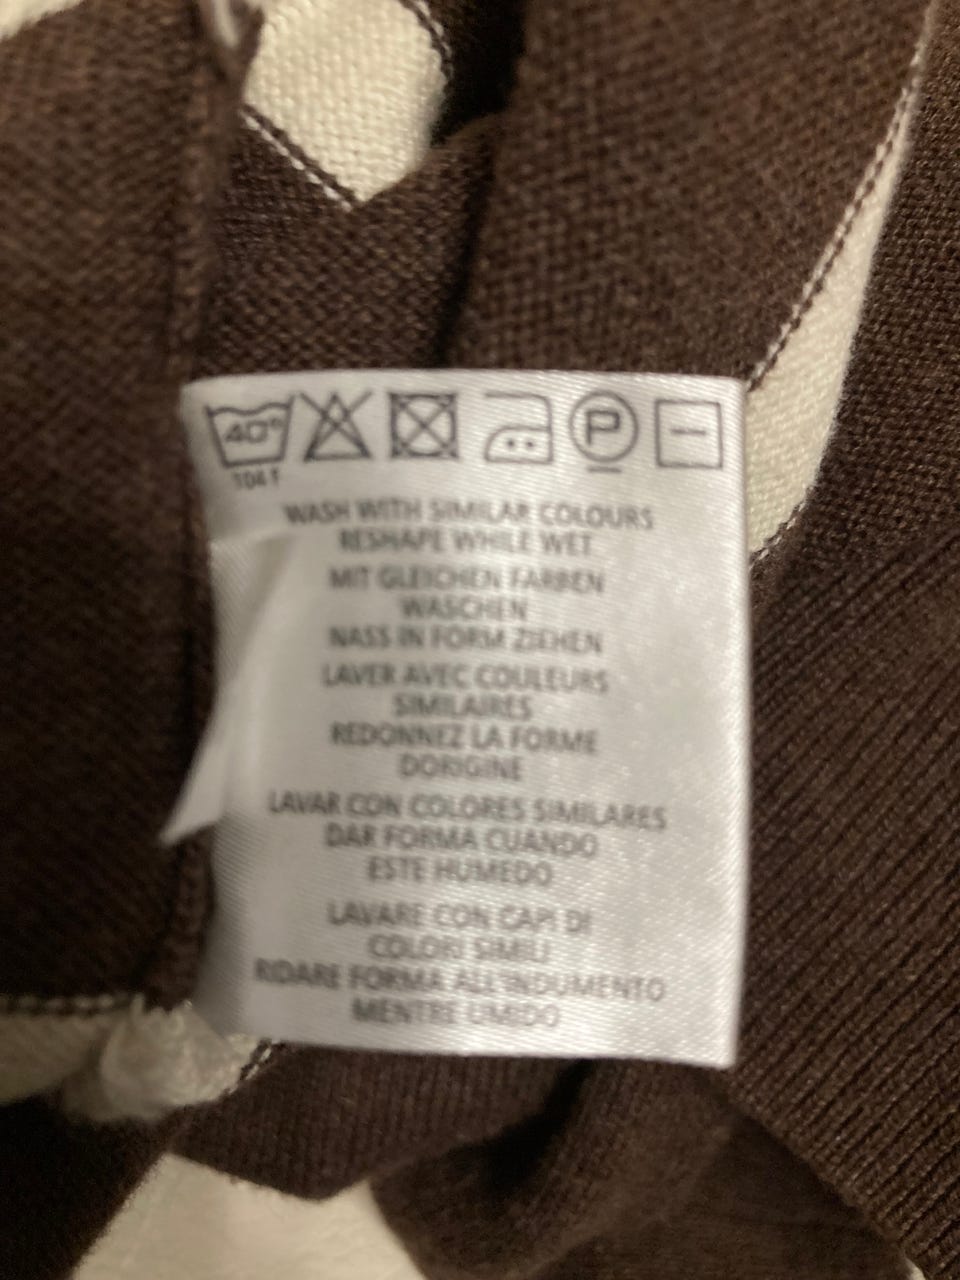 40°
104 F
P
WASH WITH SIMILAR COLOURS
RESHAPE WHILE WET
MIT GLEICHEN FARBEN
WASCHEN
NASS IN FORM ZIEHEN
LAVER AVEC COULEURS
SIMILAIRES
REDONNEZ LA FORME
DORIGINE
LAVAR CON COLORES SIMILARES
DAR FORMA CUANDO
ESTE HUMEDO
LAVARE CON CAPI DI
COLORI SIMILI
RIDARE FORMA ALL'INDUMENTO
MENTRE UMIDO